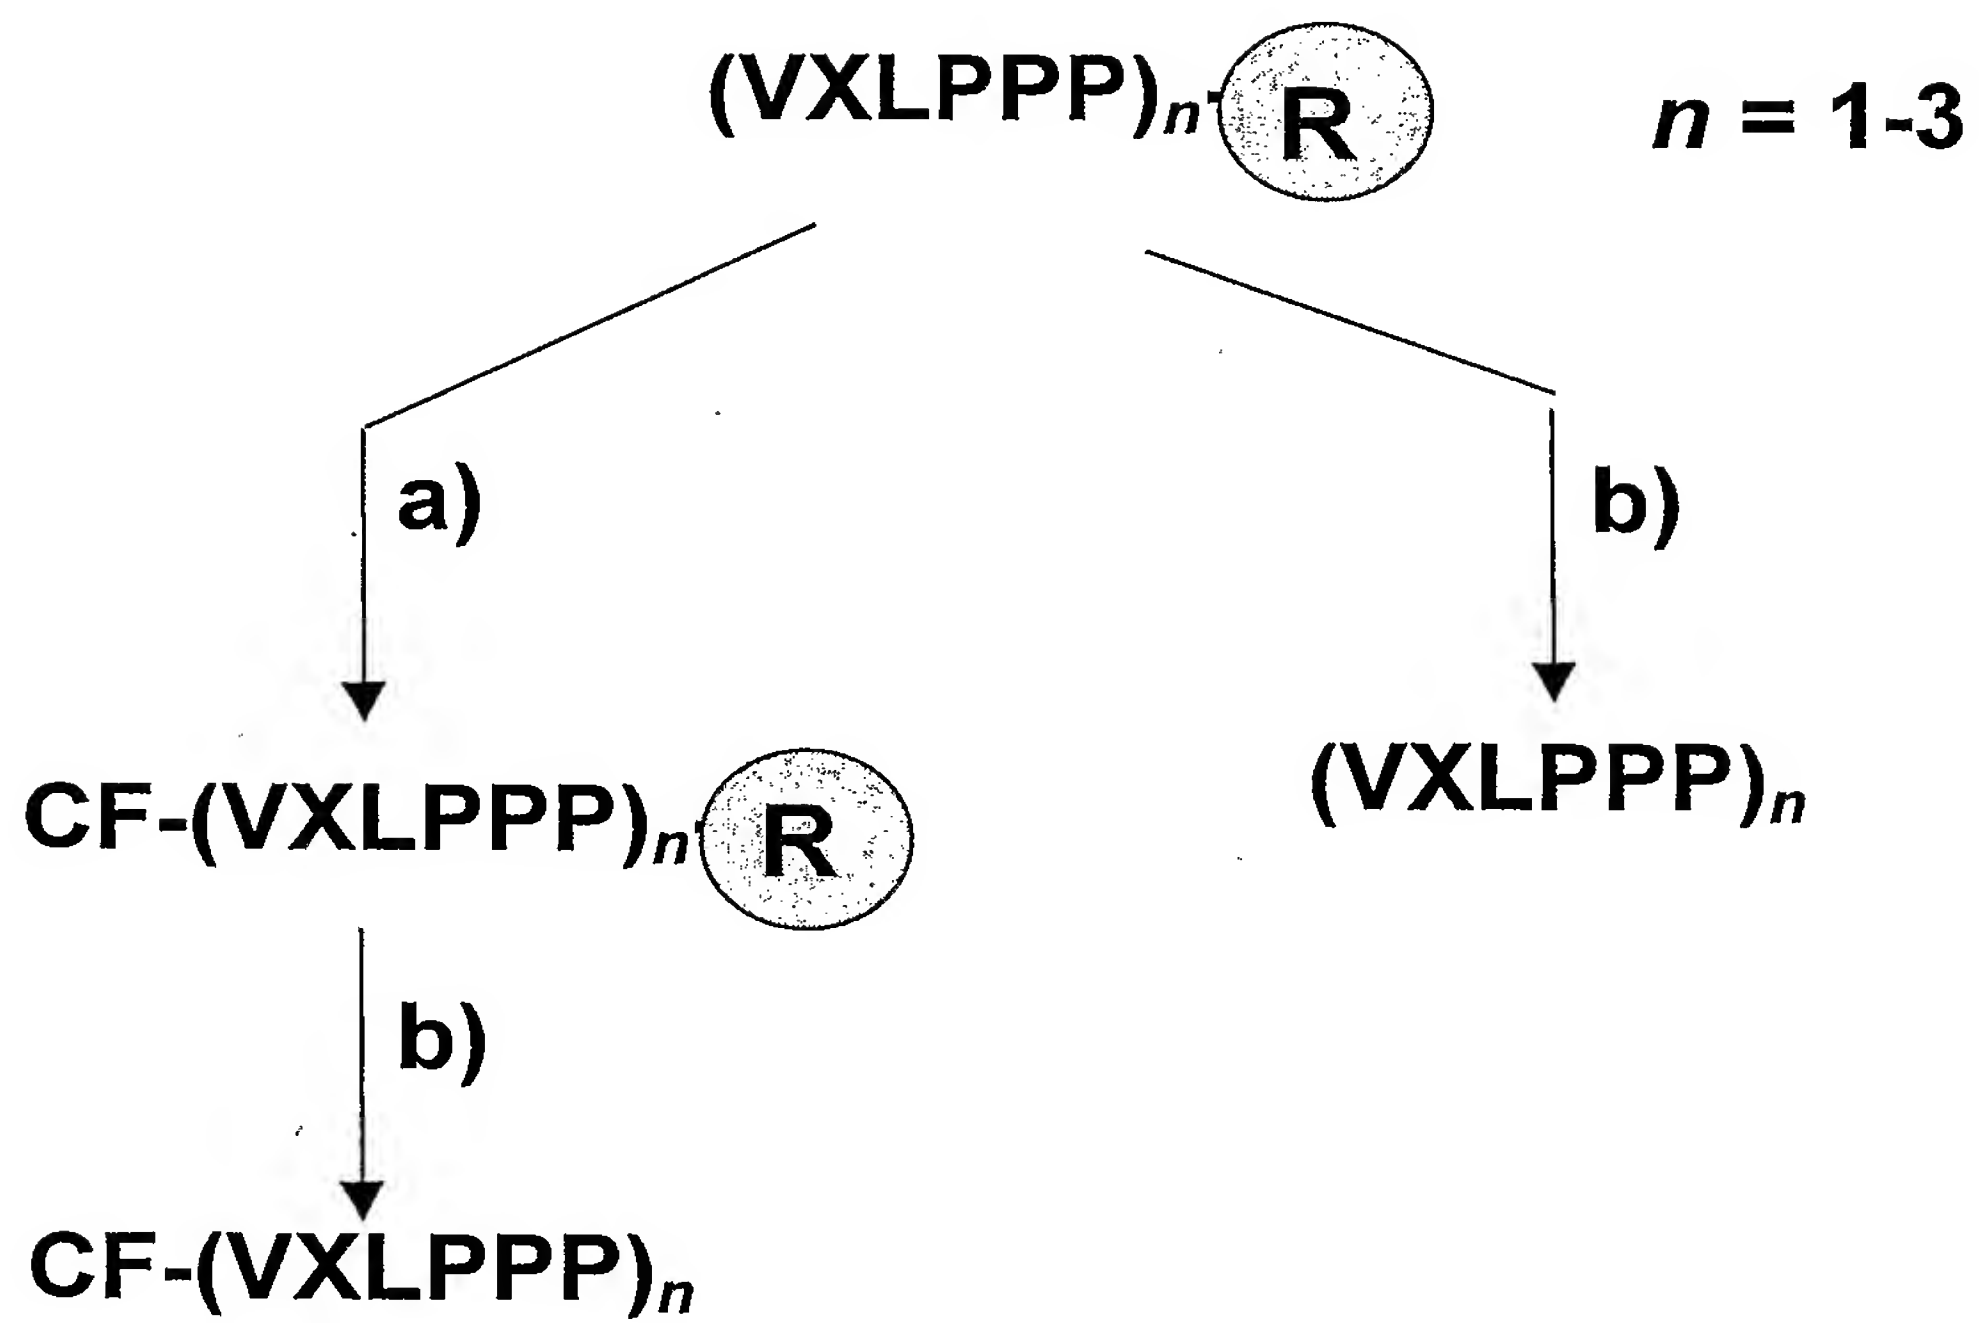 (VXLPPP)n-R n = 1-3
a) b)
CF-(VXLPPP)n-R (VXLPPP)n
b)
CF-(VXLPPP)n